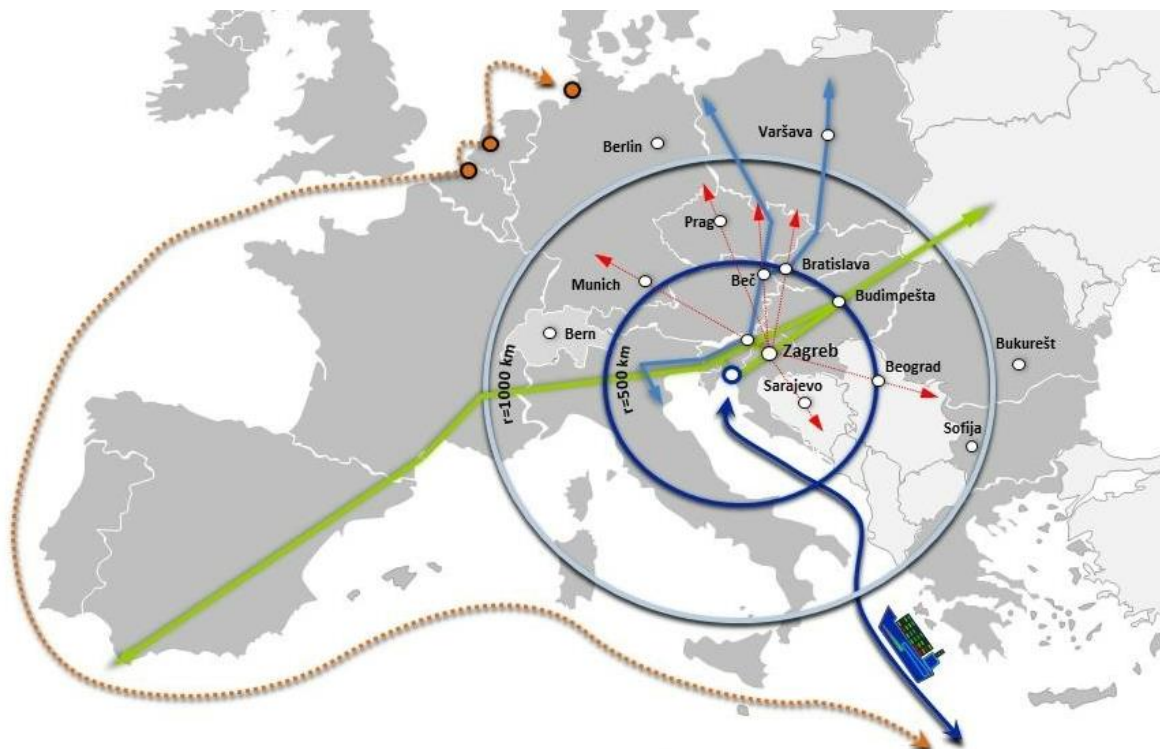 Varšava
Berlin
Prag
Bratislava
Beč
Munich
Budimpešta
Bern
Zagreb
Bukurešt
Beograd
r=1000 km
r=500 km
Sarajevo
Sofija